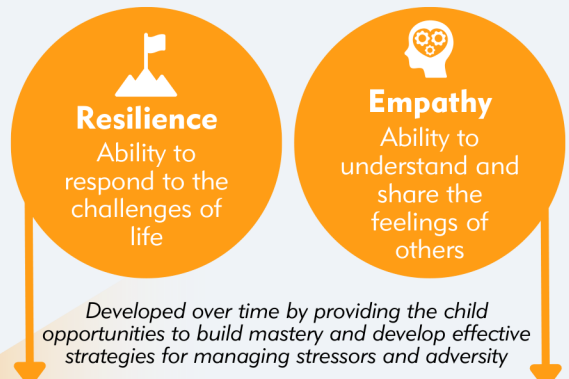 Resilience
Ability to
respond to the
challenges of
life
Empathy
Ability to
understand and
share the
feelings of
others
Developed over time by providing the child
opportunities to build mastery and develop effective
strategies for managing stressors and adversity